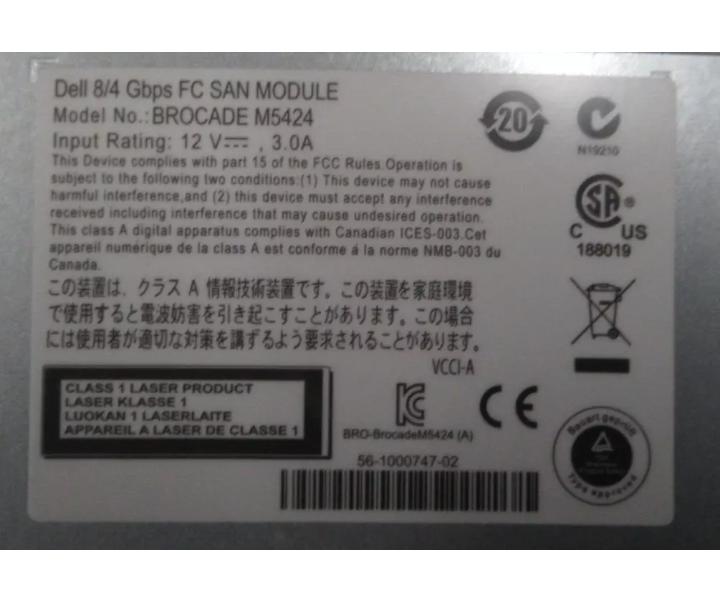 Dell 8/4 Gbps FC SAN MODULE
Model No.:BROCADE M5424
Input Rating: 12 V⎓ , 3.0A
This Device complies with part 15 of the FCC Rules.Operation is
subject to the following two conditions:(1) This device may not cause
harmful interference,and (2) this device must accept any interference
received including interference that may cause undesired operation.
This class A digital apparatus complies with Canadian ICES-003.Cet
appareil numérique de la class A est conforme á la norme NMB-003 du
Canada.
この装置は、クラス A 情報技術装置です。この装置を家庭環境
で使用すると電波妨害を引き起こすことがあります。この場合
には使用者が適切な対策を講ずるよう要求されることがあります。
VCCI-A
20
N19210
SA
C US
188019
CLASS 1 LASER PRODUCT
LASER KLASSE 1
LUOKAN 1 LASERLAITE
APPAREIL A LASER DE CLASSE 1
BRO-BrocadeM5424 (A)
CE
56-1000747-02
Bauart geprüft
Type approved